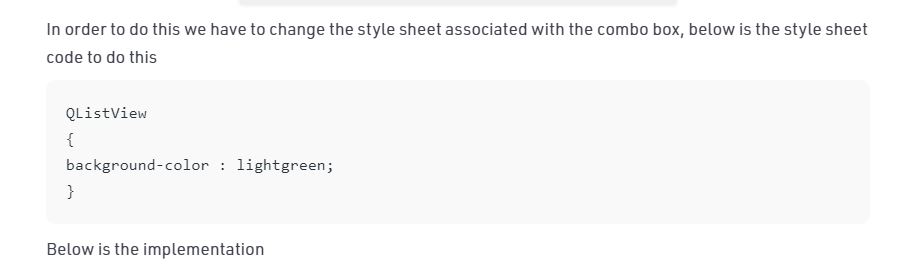 In order to do this we have to change the style sheet associated with the combo box, below is the style sheet
code to do this
QListView
{
background-color : lightgreen;
}
Below is the implementation